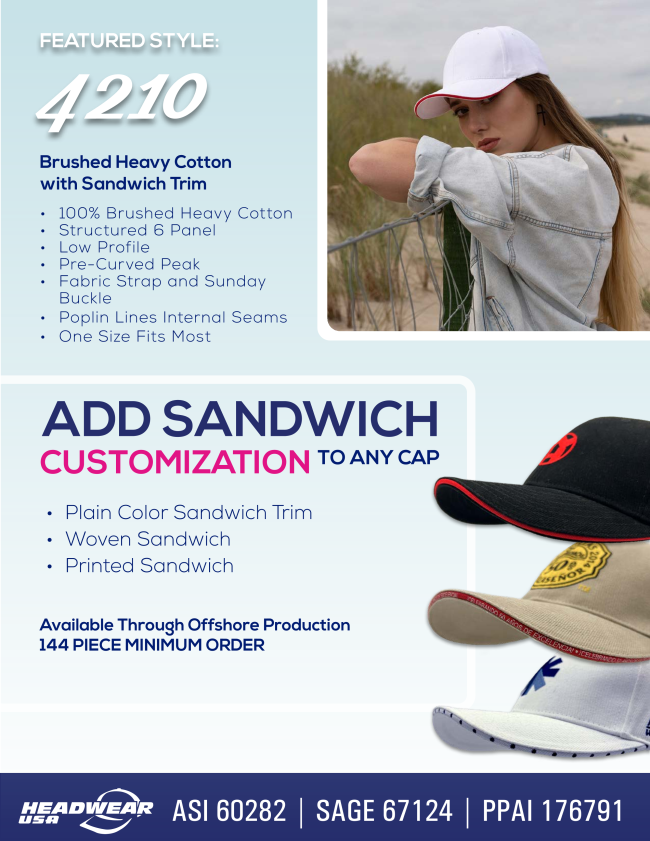 FEATURED STYLE:
4210
Brushed Heavy Cotton
with Sandwich Trim
• 100% Brushed Heavy Cotton
• Structured 6 Panel
• Low Profile
• Pre-Curved Peak
• Fabric Strap and Sunday
Buckle
• Poplin Lines Internal Seams
• One Size Fits Most
ADD SANDWICH
CUSTOMIZATION TO ANY CAP
• Plain Color Sandwich Trim
• Woven Sandwich
• Printed Sandwich
Available Through Offshore Production
144 PIECE MINIMUM ORDER
HEADWEAR
USA
ASI 60282 | SAGE 67124 | PPAI 176791